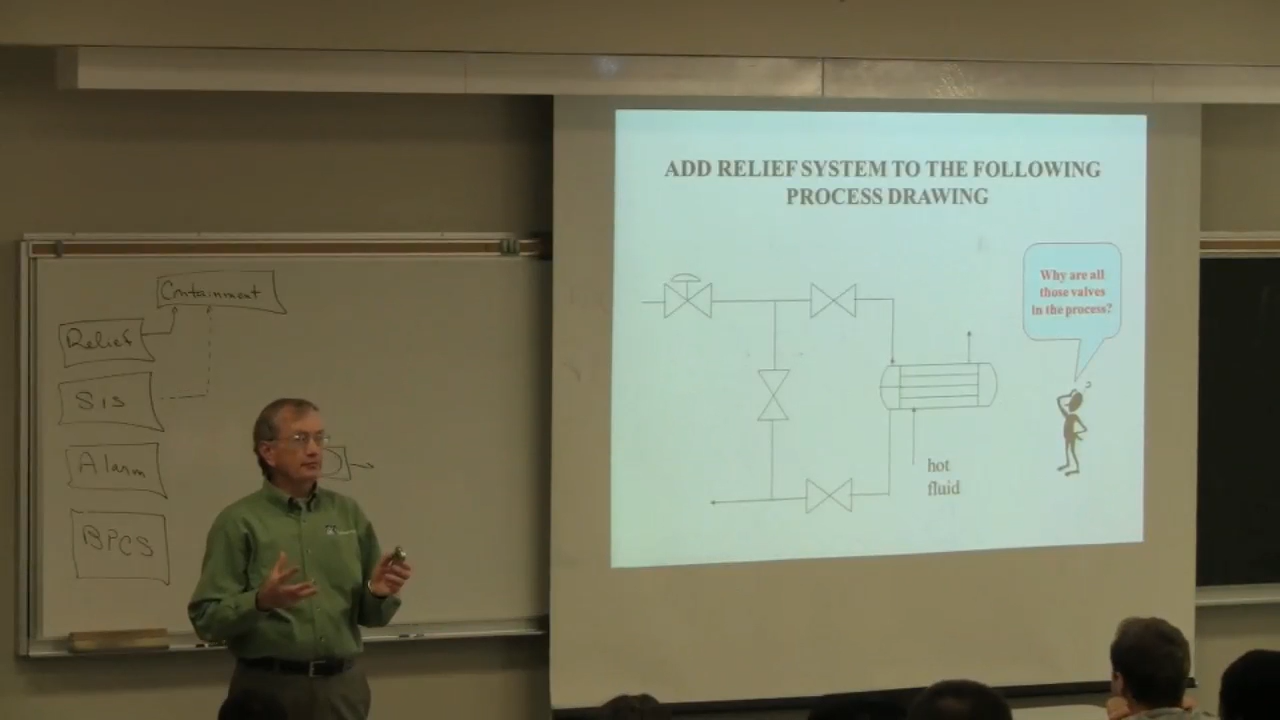 Containment
Relief
SIS
Alarm
BPCS
ADD RELIEF SYSTEM TO THE FOLLOWING
PROCESS DRAWING
Why are all
those valves
in the process?
hot
fluid